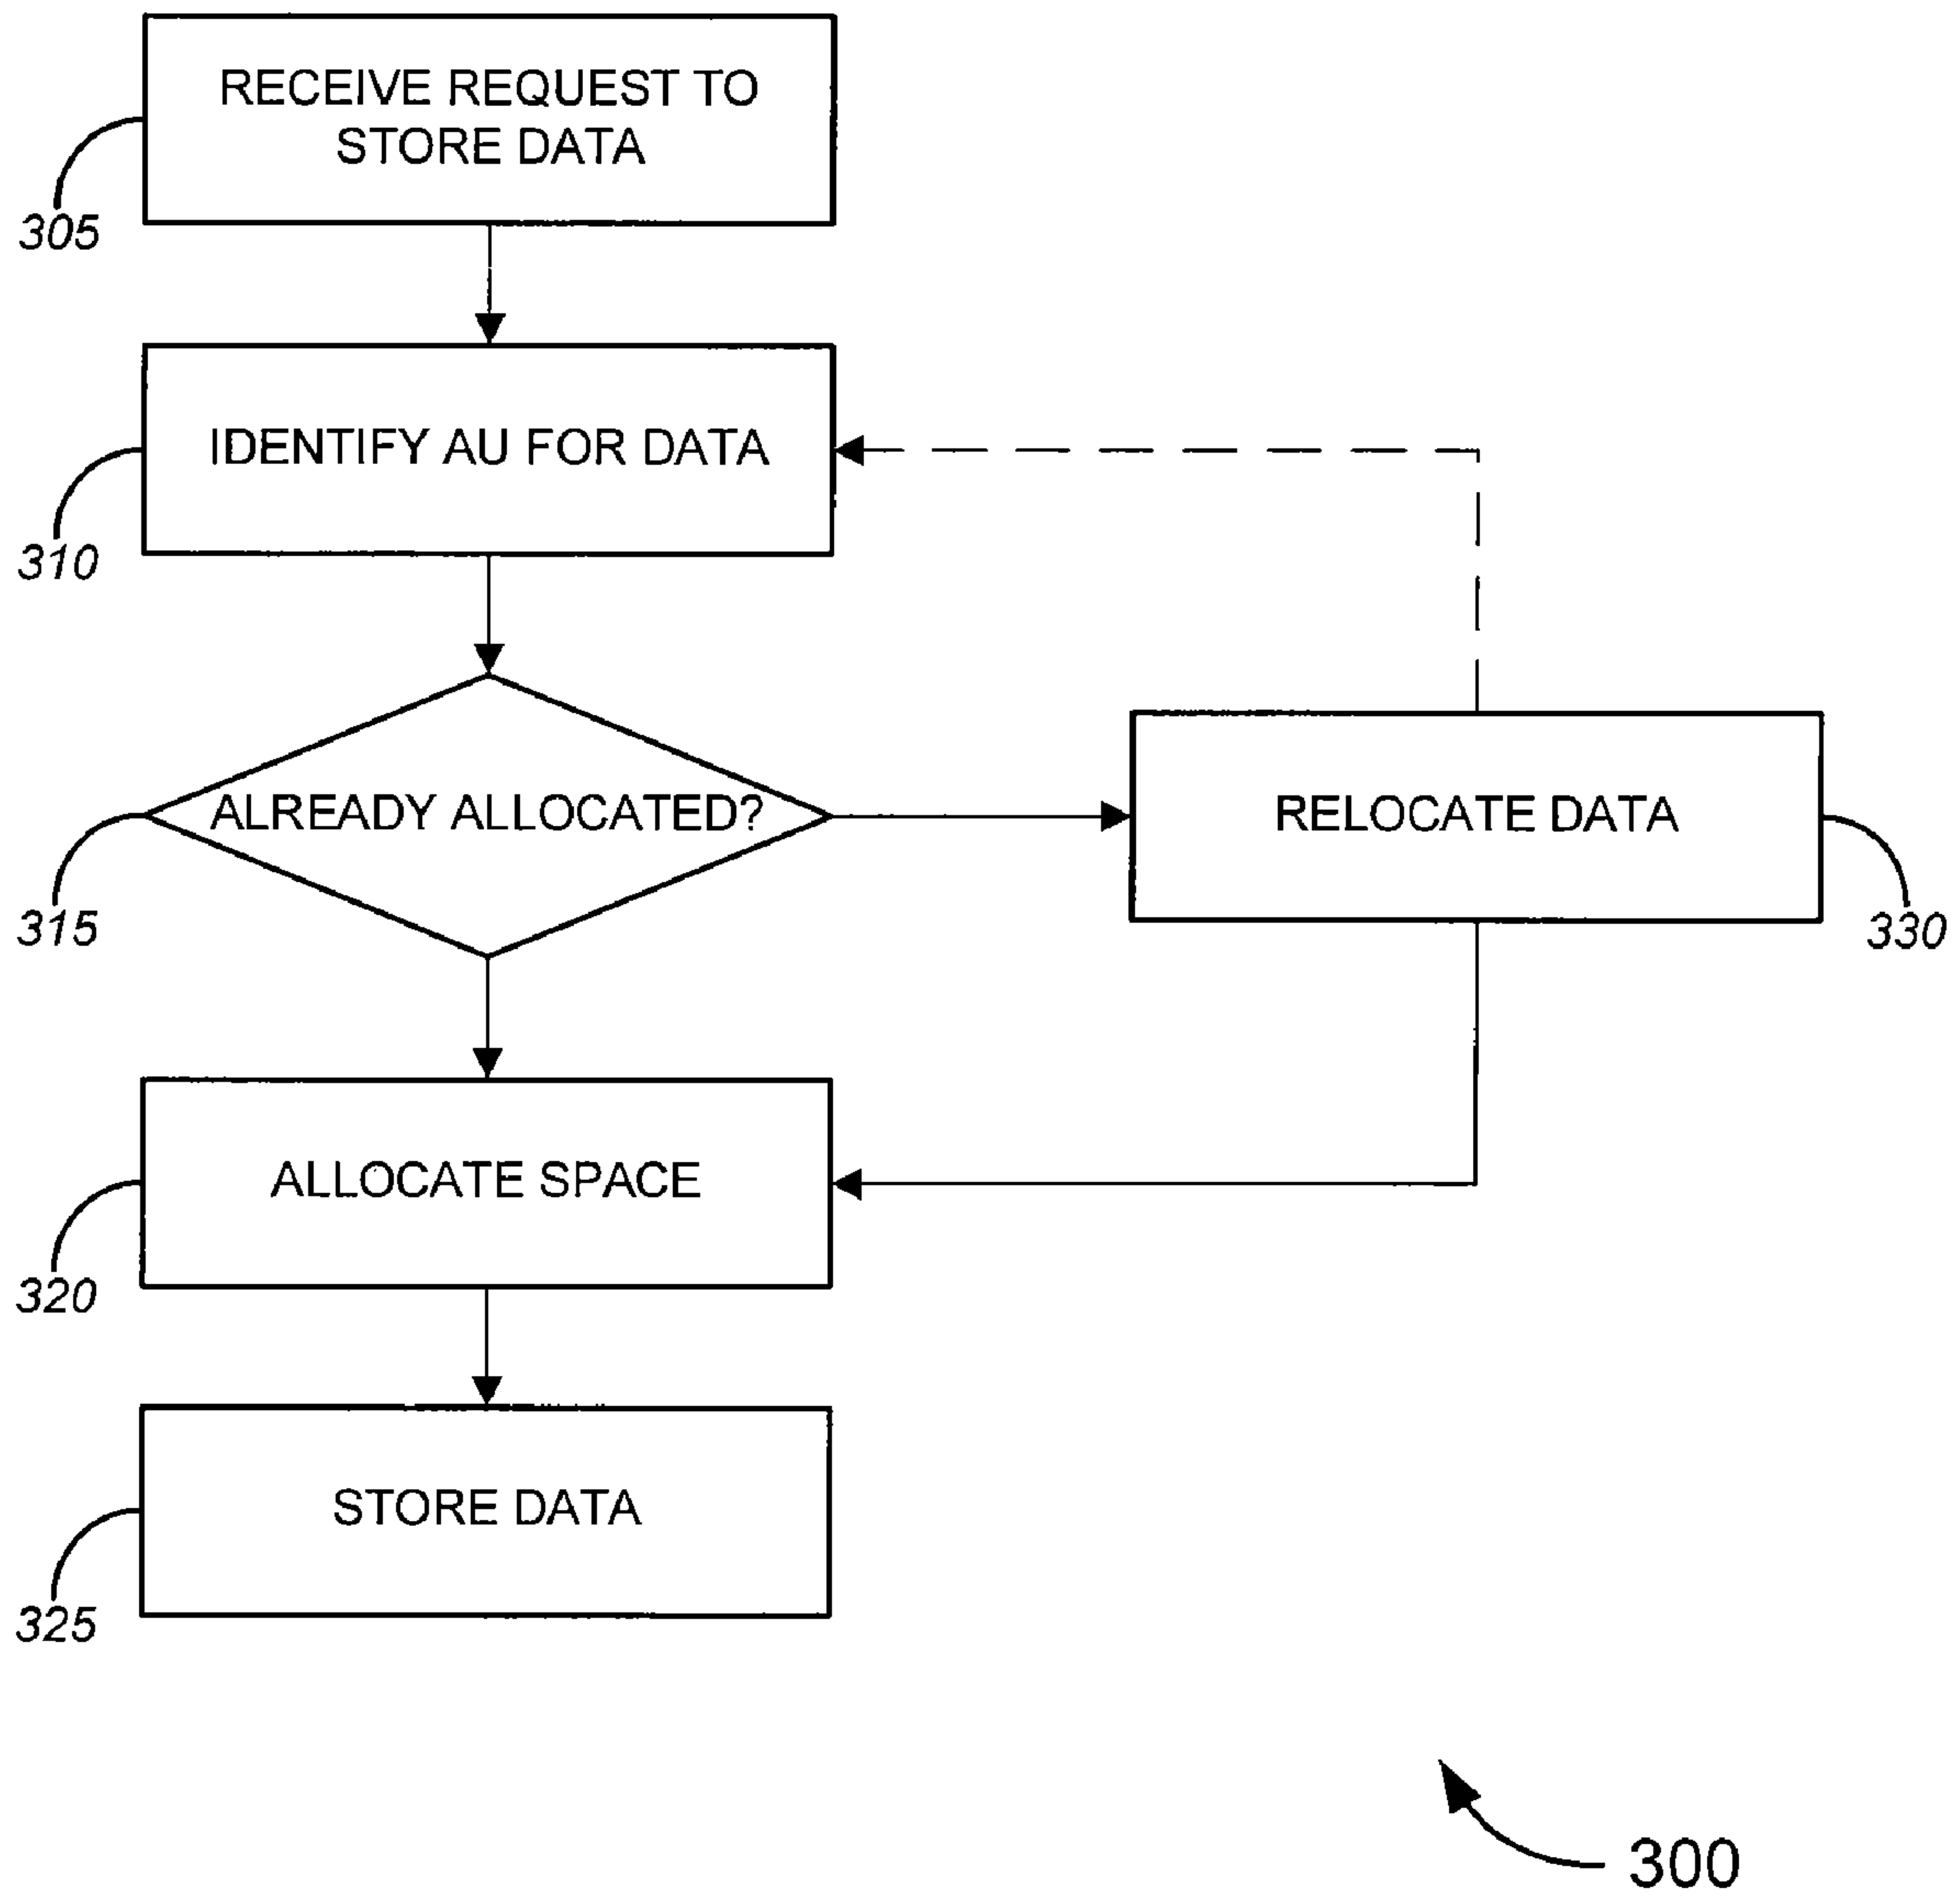 RECEIVE REQUEST TO
STORE DATA
305
IDENTIFY AU FOR DATA
310
ALREADY ALLOCATED?
315
RELOCATE DATA
330
ALLOCATE SPACE
320
STORE DATA
325
300